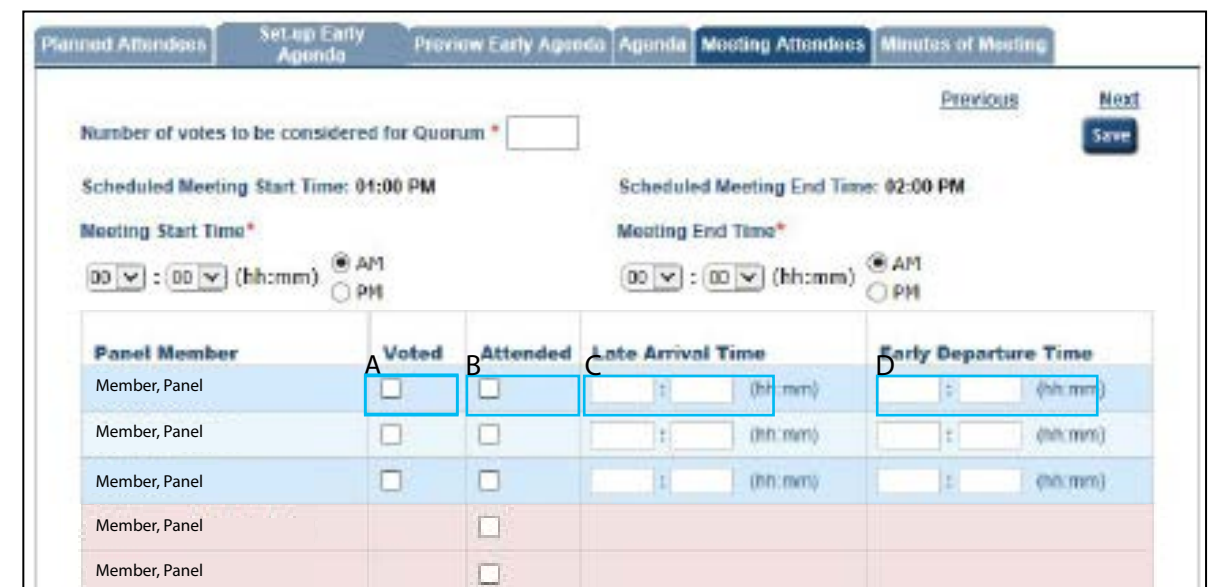 Planned Attendees Set-up Early Agenda Preview Early Agenda Agenda Meeting Attendees Minutes of Meeting
Previous Next
Number of votes to be considered for Quorum * Save
Scheduled Meeting Start Time: 01:00 PM Scheduled Meeting End Time: 02:00 PM
Meeting Start Time* Meeting End Time*
00 : 00 (hh:mm) AM PM 00 : 00 (hh:mm) AM PM
Panel Member Voted Attended Late Arrival Time Early Departure Time
A B C D
Member, Panel : (hh:mm) : (hh:mm)
Member, Panel : (hh:mm) : (hh:mm)
Member, Panel : (hh:mm) : (hh:mm)
Member, Panel
Member, Panel